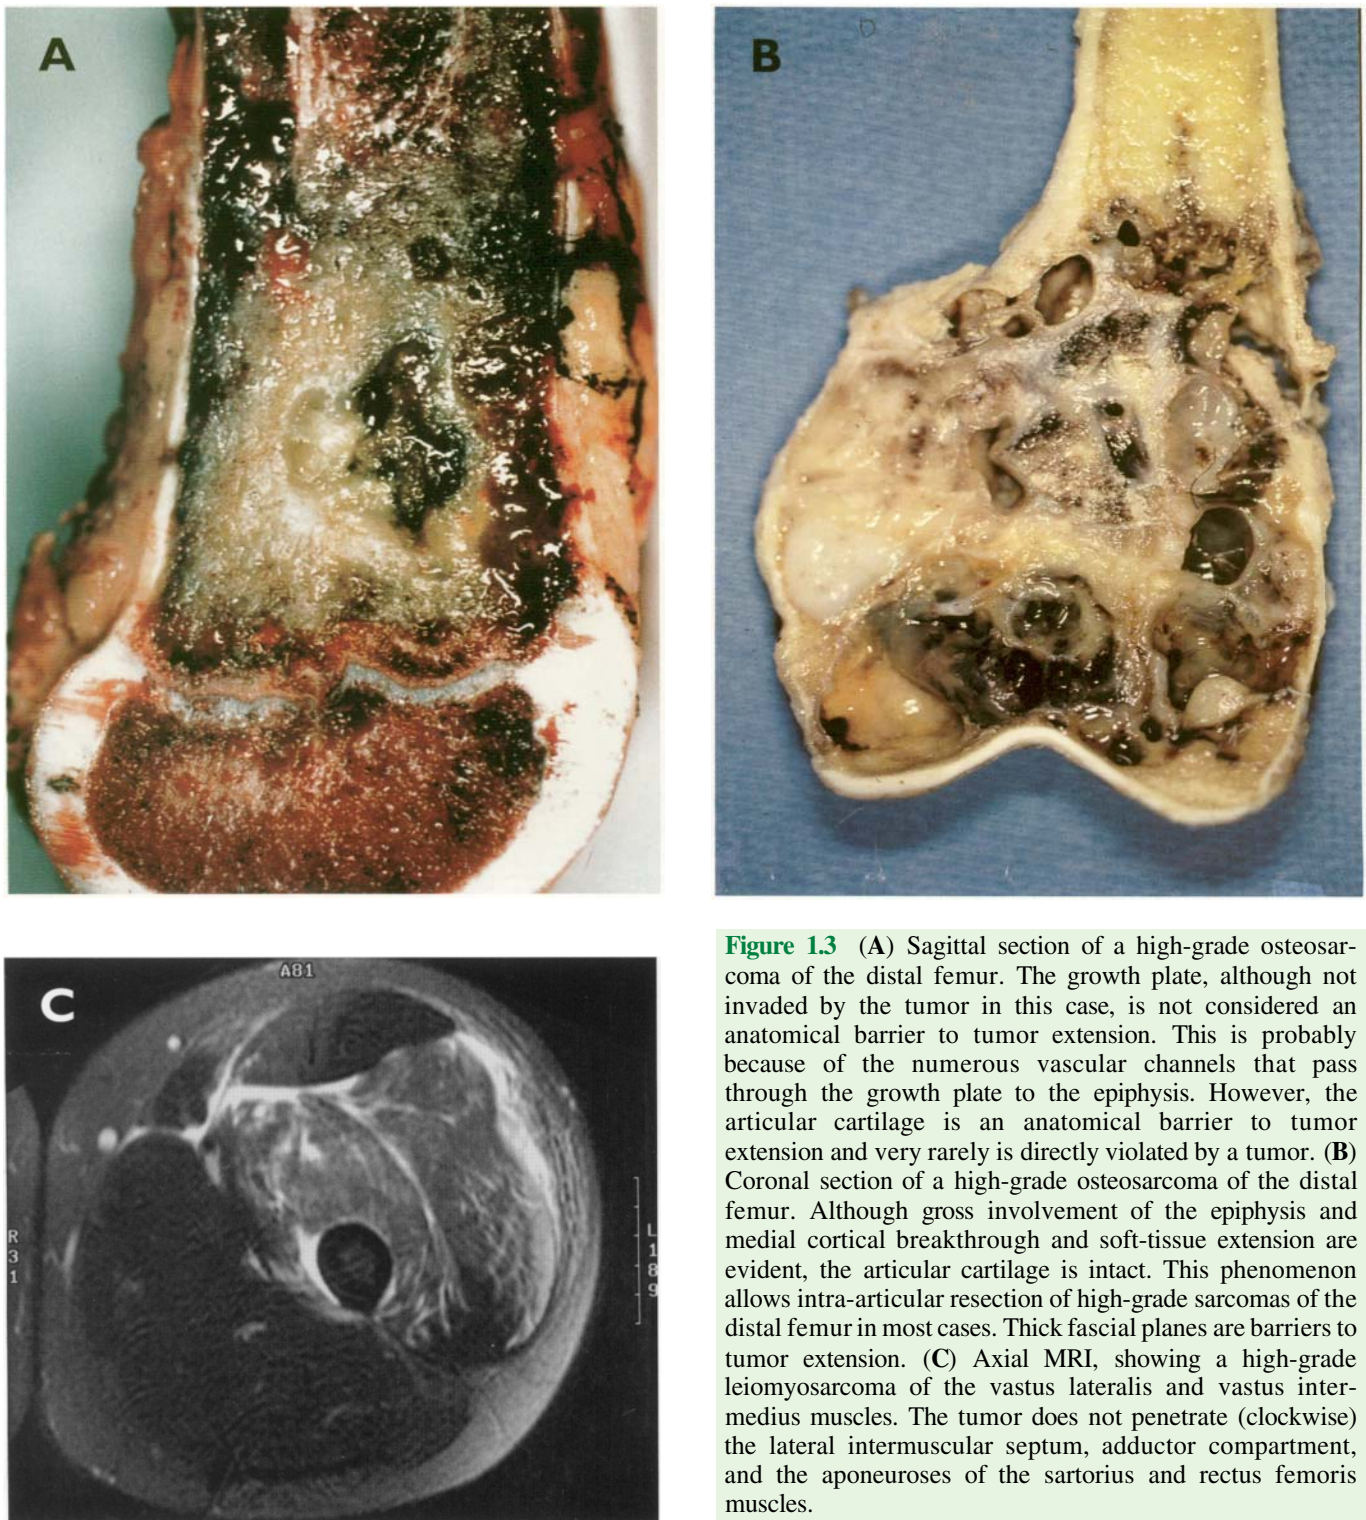 A
B
A81
C
R
3
1
L
1
8
9
Figure 1.3 (A) Sagittal section of a high-grade osteosar-
coma of the distal femur. The growth plate, although not
invaded by the tumor in this case, is not considered an
anatomical barrier to tumor extension. This is probably
because of the numerous vascular channels that pass
through the growth plate to the epiphysis. However, the
articular cartilage is an anatomical barrier to tumor
extension and very rarely is directly violated by a tumor. (B)
Coronal section of a high-grade osteosarcoma of the distal
femur. Although gross involvement of the epiphysis and
medial cortical breakthrough and soft-tissue extension are
evident, the articular cartilage is intact. This phenomenon
allows intra-articular resection of high-grade sarcomas of the
distal femur in most cases. Thick fascial planes are barriers to
tumor extension. (C) Axial MRI, showing a high-grade
leiomyosarcoma of the vastus lateralis and vastus inter-
medius muscles. The tumor does not penetrate (clockwise)
the lateral intermuscular septum, adductor compartment,
and the aponeuroses of the sartorius and rectus femoris
muscles.